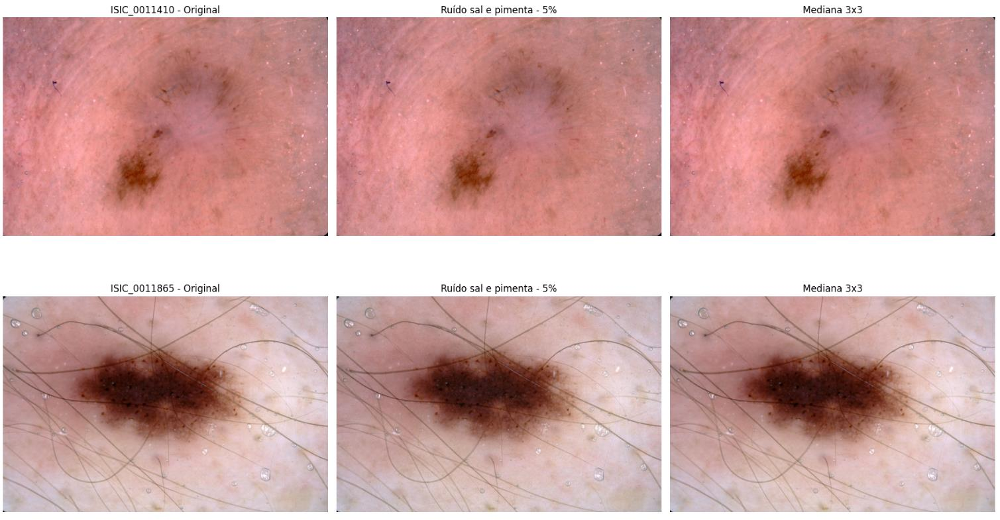 ISIC_0011410 - Original
Ruído sal e pimenta - 5%
Mediana 3x3
ISIC_0011865 - Original
Ruído sal e pimenta - 5%
Mediana 3x3